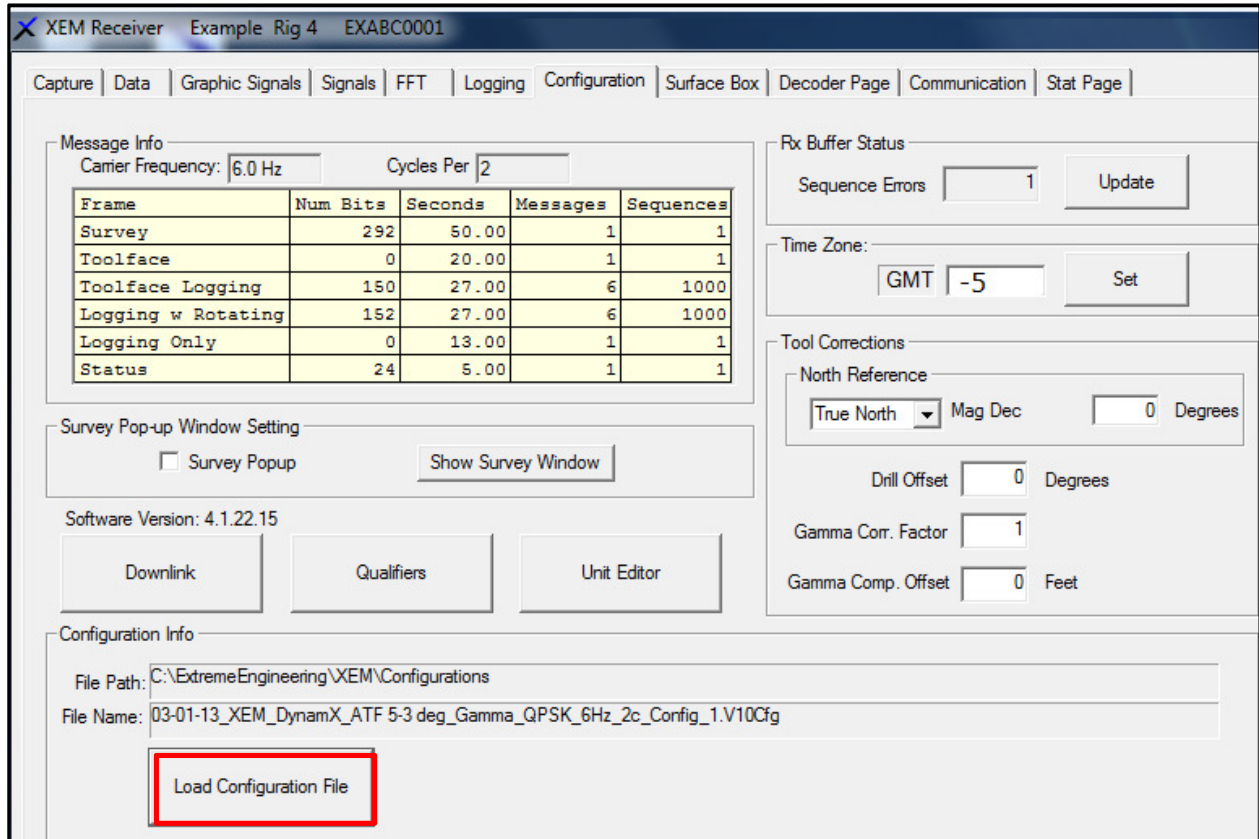 XEM Receiver Example Rig 4 EXABC0001
Capture Data Graphic Signals Signals FFT Logging Configuration Surface Box Decoder Page Communication Stat Page
Message Info
Carrier Frequency: 6.0 Hz Cycles Per 2
Frame Num Bits Seconds Messages Sequences
Survey 292 50.00 1 1
Toolface 0 20.00 1 1
Toolface Logging 150 27.00 6 1000
Logging w Rotating 152 27.00 6 1000
Logging Only 0 13.00 1 1
Status 24 5.00 1 1
Survey Pop-up Window Setting
Survey Popup Show Survey Window
Software Version: 4.1.22.15
Downlink Qualifiers Unit Editor
Rx Buffer Status
Sequence Errors 1 Update
Time Zone:
GMT -5 Set
Tool Corrections
North Reference
True North Mag Dec 0 Degrees
Drill Offset 0 Degrees
Gamma Corr. Factor 1
Gamma Comp. Offset 0 Feet
Configuration Info
File Path: C:\ExtremeEngineering\XEM\Configurations
File Name: 03-01-13_XEM_DynamX_ATF 5-3 deg_Gamma_QPSK_6Hz_2c_Config_1.V10Cfg
Load Configuration File